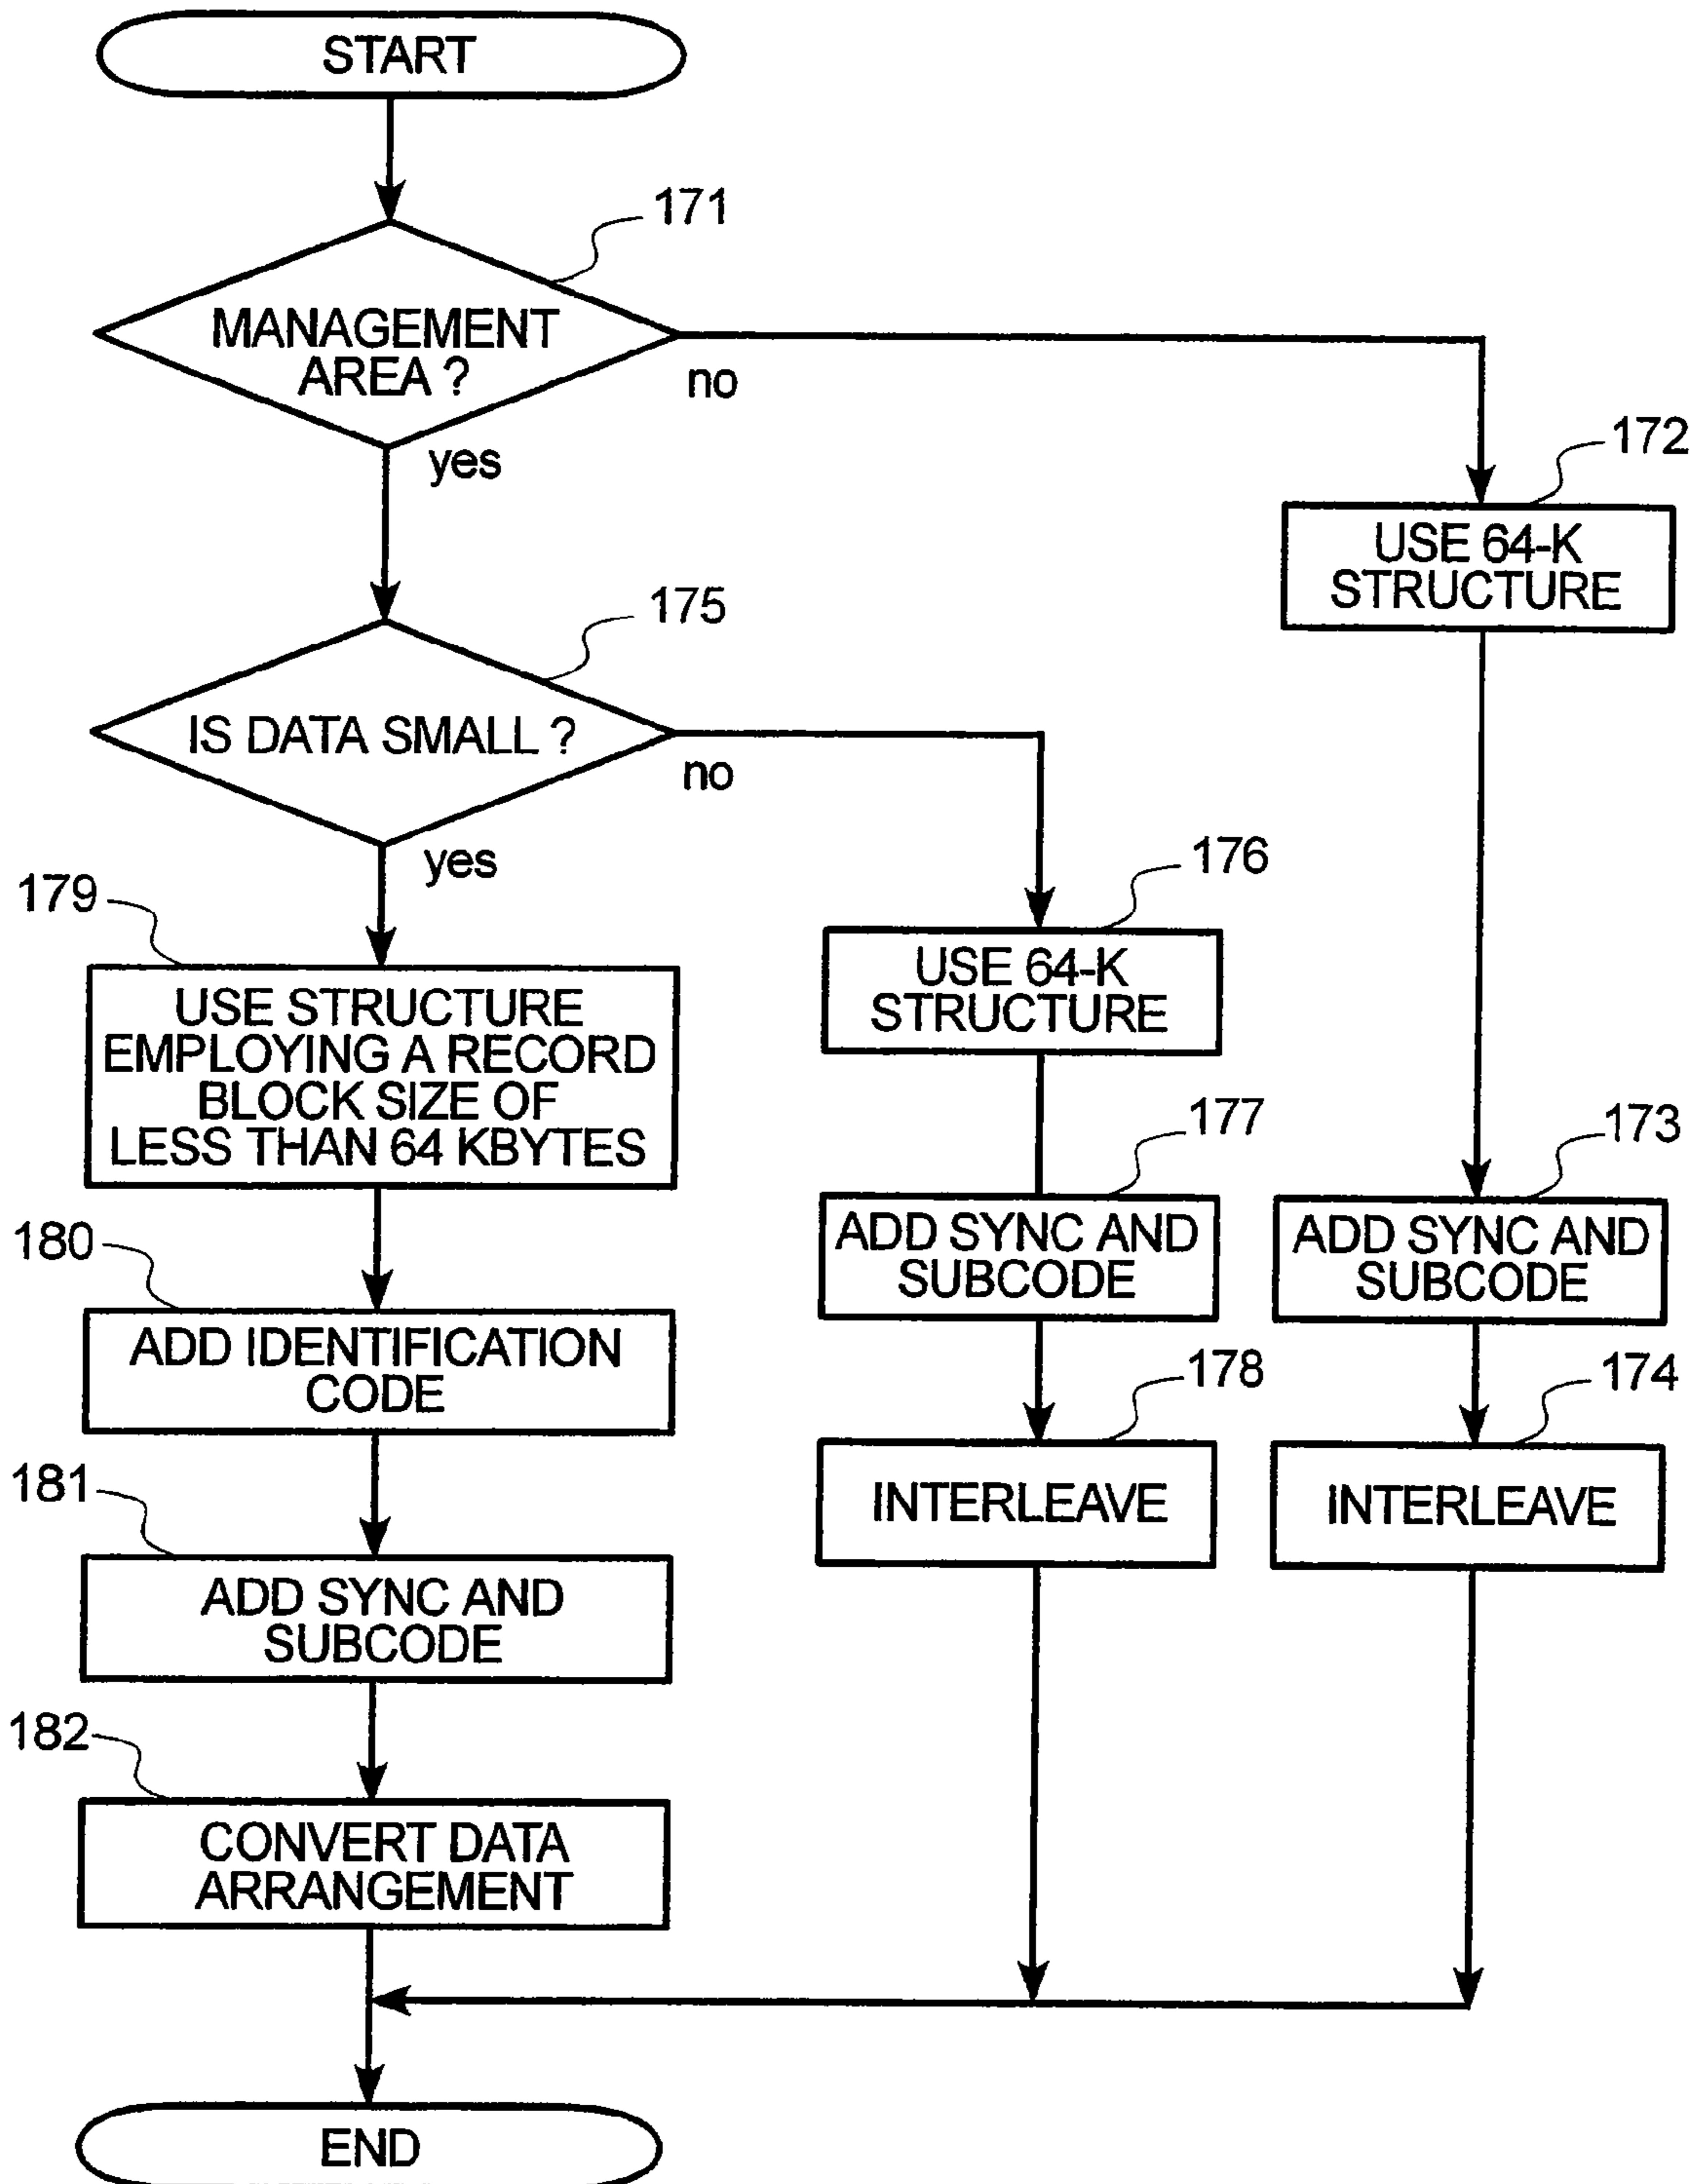 START
171
MANAGEMENT
AREA ?
no
yes
172
USE 64-K
STRUCTURE
175
IS DATA SMALL ?
no
yes
176
USE 64-K
STRUCTURE
179
USE STRUCTURE
EMPLOYING A RECORD
BLOCK SIZE OF
LESS THAN 64 KBYTES
177
ADD SYNC AND
SUBCODE
173
ADD SYNC AND
SUBCODE
180
ADD IDENTIFICATION
CODE
178
INTERLEAVE
174
INTERLEAVE
181
ADD SYNC AND
SUBCODE
182
CONVERT DATA
ARRANGEMENT
END